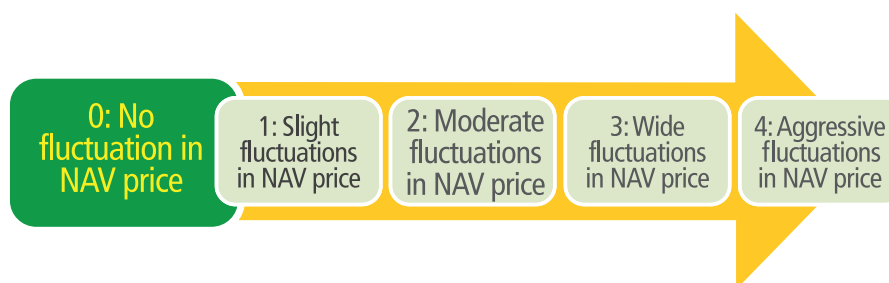 0: No
fluctuation in
NAV price
1: Slight
fluctuations
in NAV price
2: Moderate
fluctuations
in NAV price
3: Wide
fluctuations
in NAV price
4: Aggressive
fluctuations
in NAV price